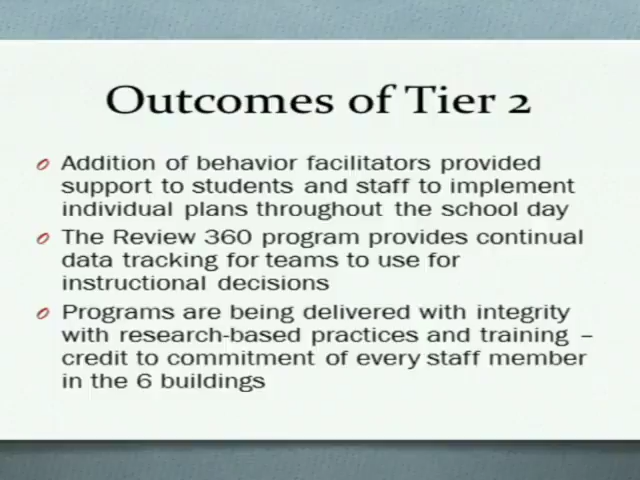 Outcomes of Tier 2
Addition of behavior facilitators provided
support to students and staff to implement
individual plans throughout the school day
The Review 360 program provides continual
data tracking for teams to use for
instructional decisions
Programs are being delivered with integrity
with research-based practices and training –
credit to commitment of every staff member
in the 6 buildings